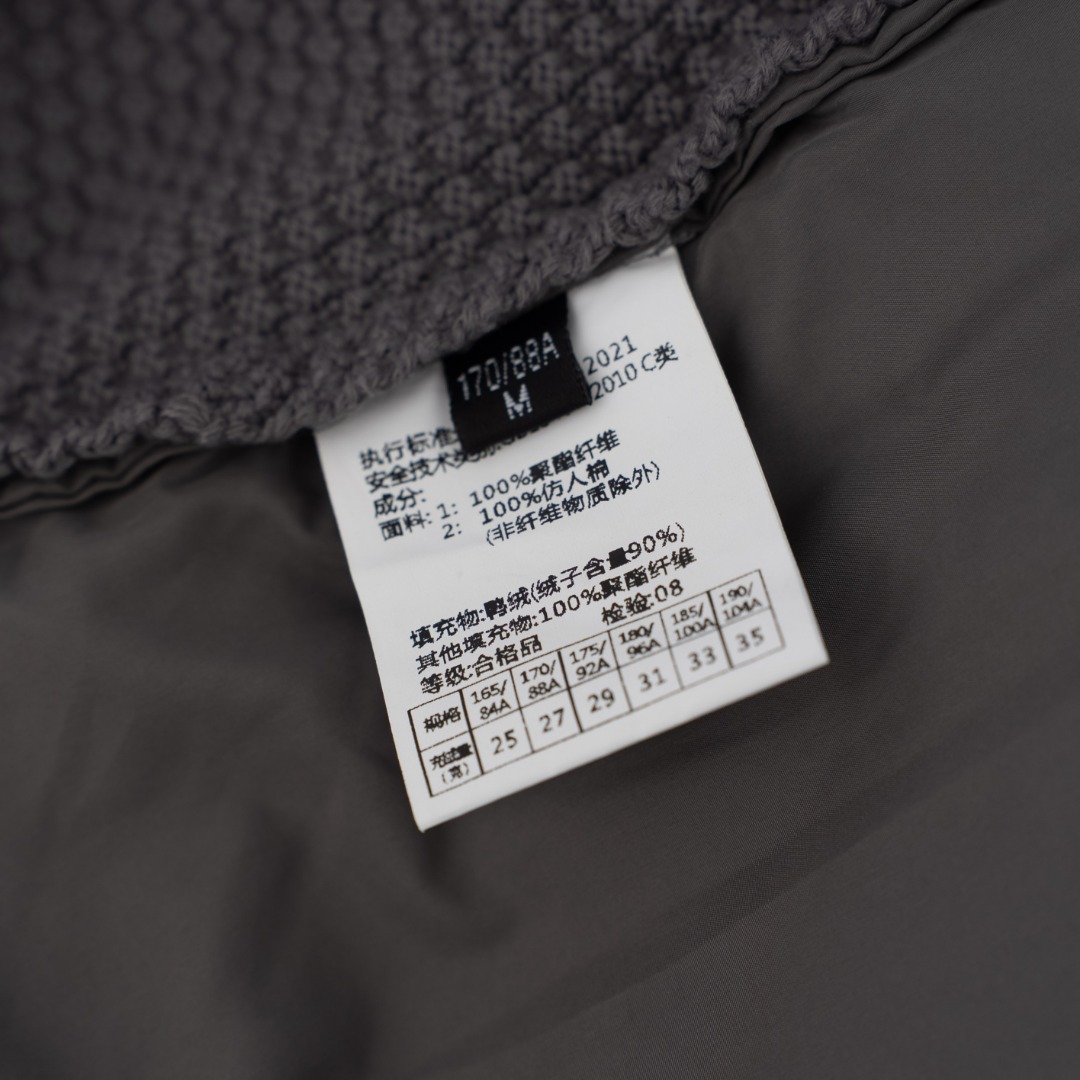 170/88A
M
执行标准 2021
安全技术类 2010 C类
成分:
面料: 1: 100%聚酯纤维
2: 100%仿人棉
(非纤维物质除外)
填充物:鸭绒(绒子含量90%)
其他填充物:100%聚酯纤维
等级:合格品 检验:08
规格 165/84A 170/88A 175/92A 180/96A 185/100A 190/104A
充绒量(克) 25 27 29 31 33 35